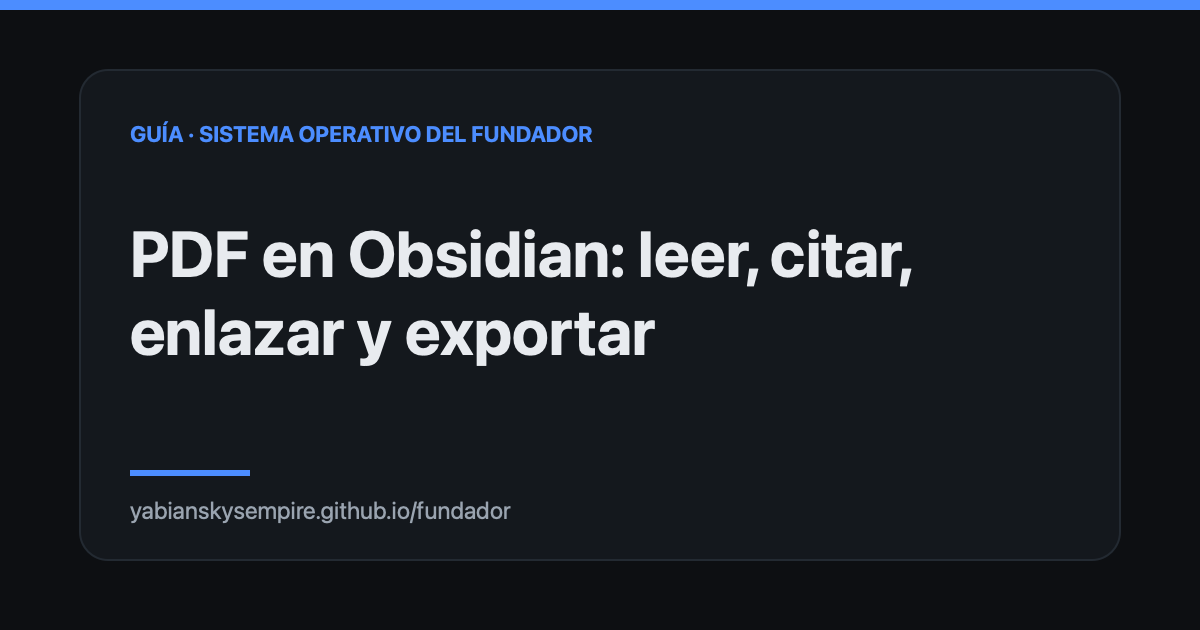 GUÍA · SISTEMA OPERATIVO DEL FUNDADOR
PDF en Obsidian: leer, citar,
enlazar y exportar
yabianskysempire.github.io/fundador